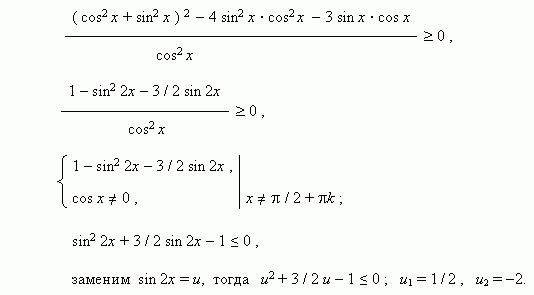 ( cos² x + sin² x ) ² − 4 sin² x · cos² x − 3 sin x · cos x
≥ 0 ,
cos² x
1 − sin² 2x − 3 / 2 sin 2x
≥ 0 ,
cos² x
1 − sin² 2x − 3 / 2 sin 2x ,
cos x ≠ 0 , x ≠ π / 2 + πk ;
sin² 2x + 3 / 2 sin 2x − 1 ≤ 0 ,
заменим sin 2x = u, тогда u² + 3 / 2 u − 1 ≤ 0 ; u₁ = 1 / 2 , u₂ = −2.